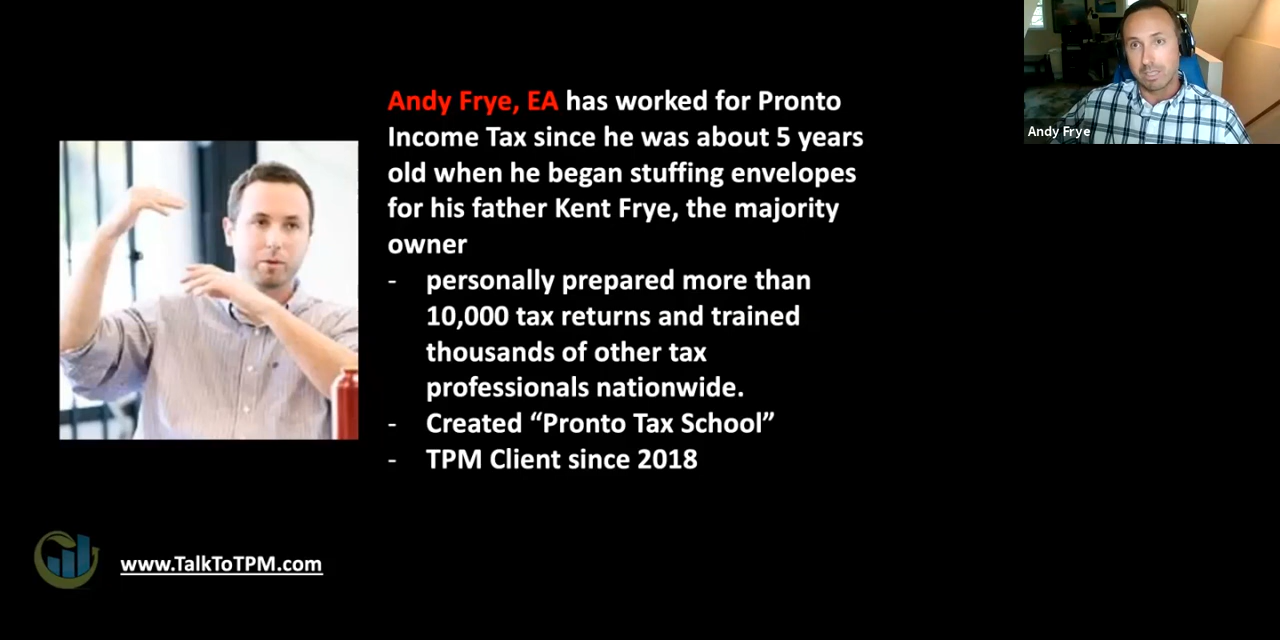 Andy Frye, EA has worked for Pronto
Income Tax since he was about 5 years
old when he began stuffing envelopes
for his father Kent Frye, the majority
owner
- personally prepared more than
10,000 tax returns and trained
thousands of other tax
professionals nationwide.
- Created “Pronto Tax School”
- TPM Client since 2018
www.TalkToTPM.com
Andy Frye